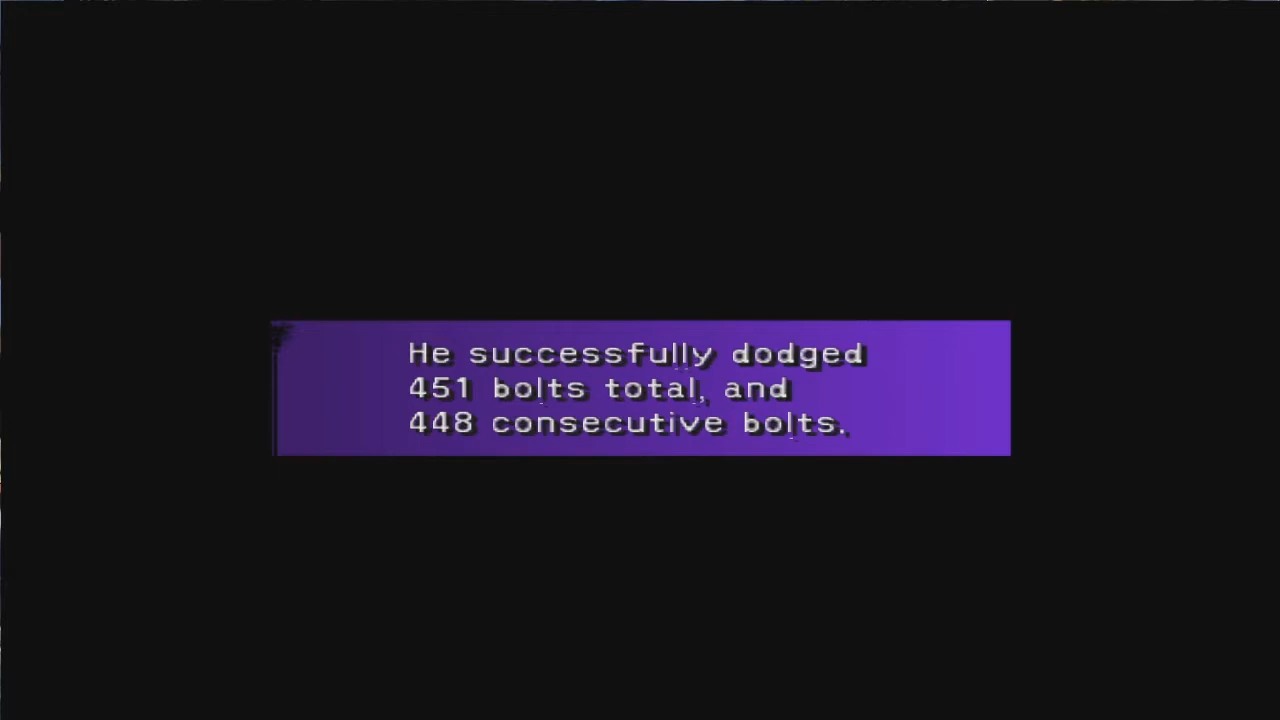 He successfully dodged
451 bolts total, and
448 consecutive bolts.